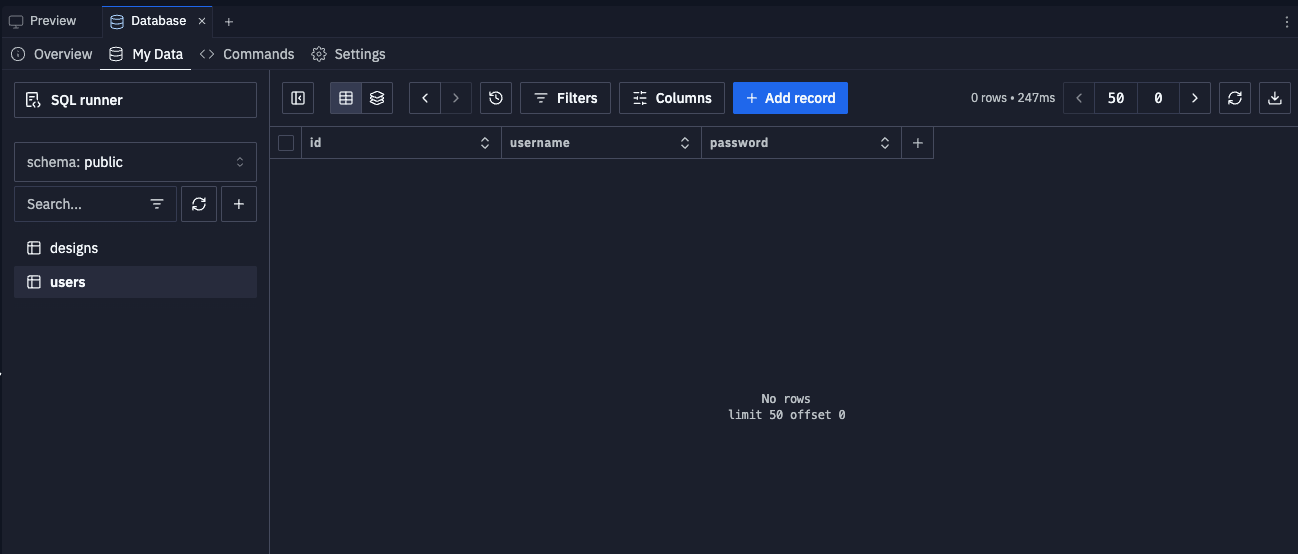 Preview
Database
Overview
My Data
Commands
Settings
SQL runner
Filters
Columns
Add record
0 rows • 247ms
50
0
id
username
password
schema: public
Search...
designs
users
No rows
limit 50 offset 0